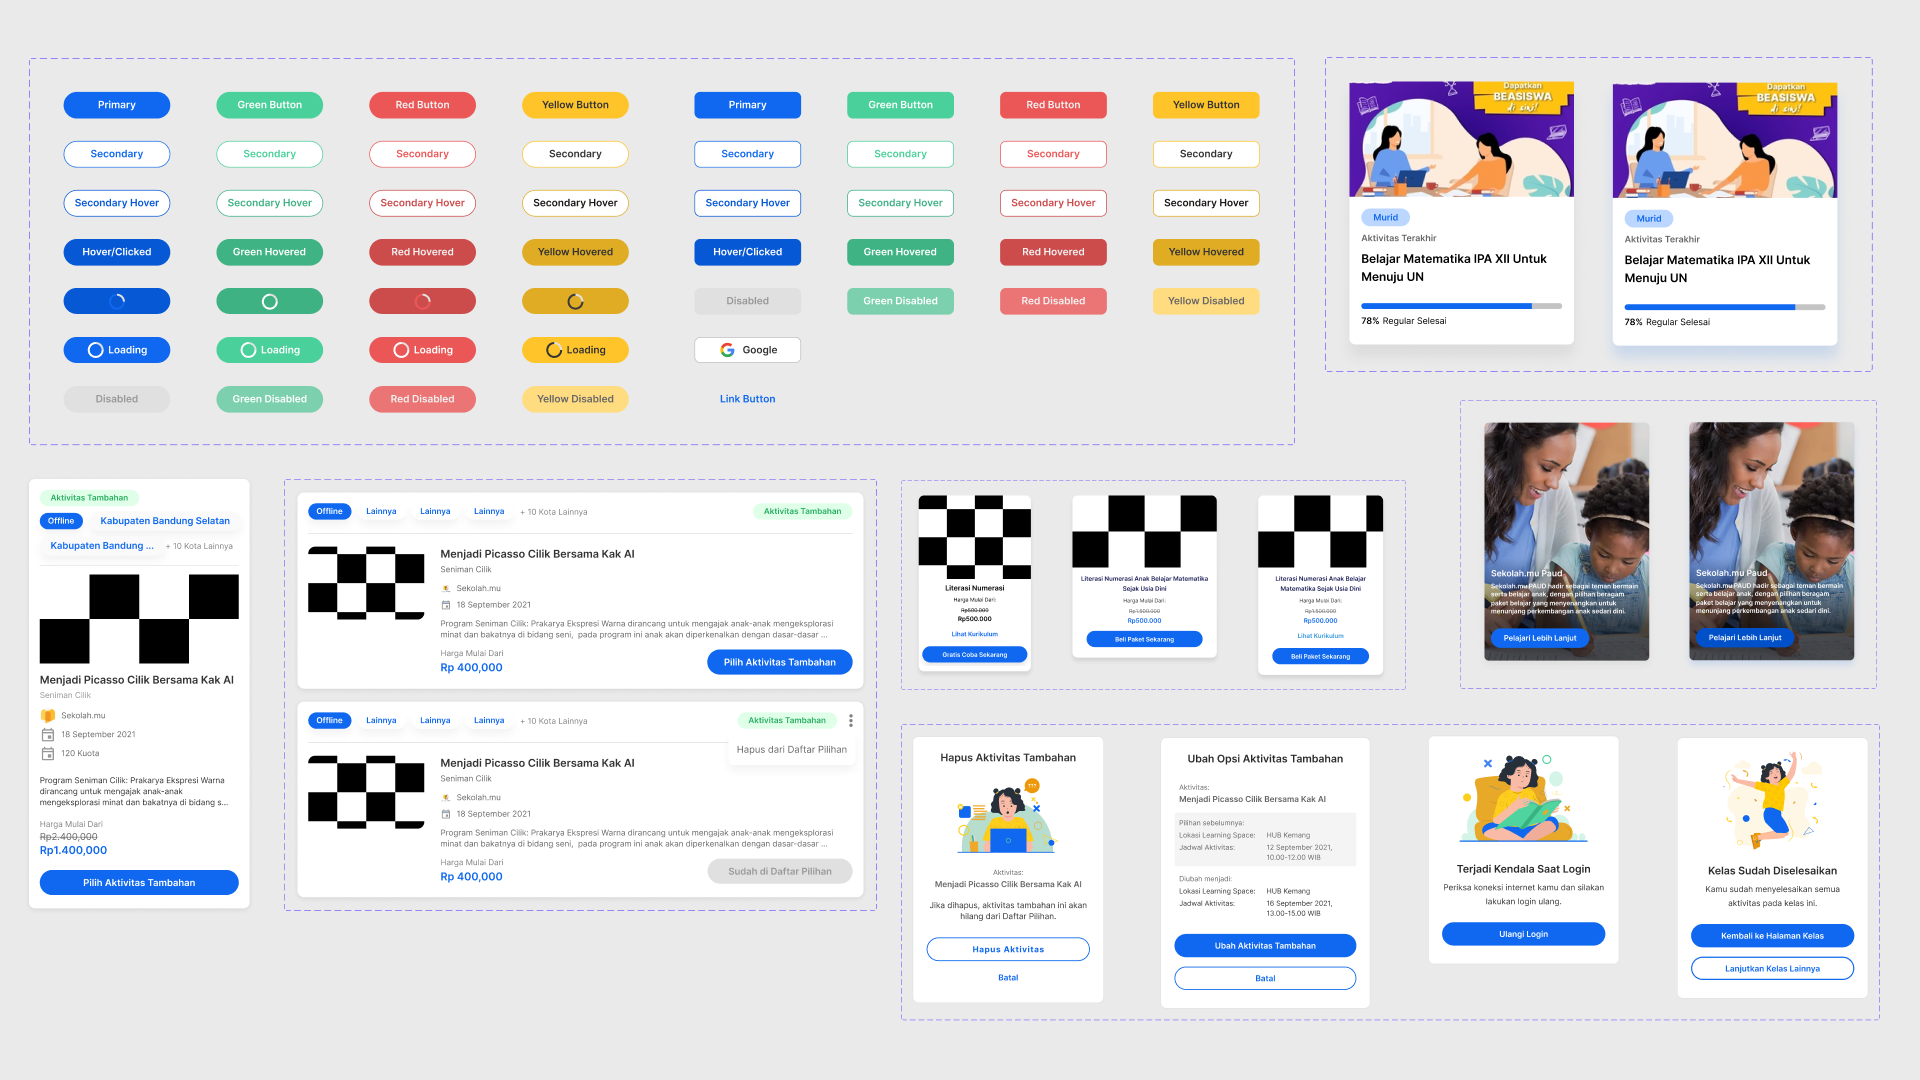 Primary
Green Button
Red Button
Yellow Button
Primary
Green Button
Red Button
Yellow Button
Secondary
Secondary
Secondary
Secondary
Secondary
Secondary
Secondary
Secondary
Secondary Hover
Secondary Hover
Secondary Hover
Secondary Hover
Secondary Hover
Secondary Hover
Secondary Hover
Secondary Hover
Hover/Clicked
Green Hovered
Red Hovered
Yellow Hovered
Hover/Clicked
Green Hovered
Red Hovered
Yellow Hovered
Disabled
Green Disabled
Red Disabled
Yellow Disabled
Loading
Loading
Loading
Loading
Google
Disabled
Green Disabled
Red Disabled
Yellow Disabled
Link Button
Dapatkan
BEASISWA
di sini!
Murid
Aktivitas Terakhir
Belajar Matematika IPA XII Untuk
Menuju UN
78% Regular Selesai
Dapatkan
BEASISWA
di sini!
Murid
Aktivitas Terakhir
Belajar Matematika IPA XII Untuk
Menuju UN
78% Regular Selesai
Aktivitas Tambahan
Offline
Kabupaten Bandung Selatan
Kabupaten Bandung ...
+ 10 Kota Lainnya
Menjadi Picasso Cilik Bersama Kak Al
Seniman Cilik
Sekolah.mu
18 September 2021
120 Kuota
Program Seniman Cilik: Prakarya Ekspresi Warna
dirancang untuk mengajak anak-anak
mengeksplorasi minat dan bakatnya di bidang s...
Harga Mulai Dari
Rp2.400,000
Rp1.400,000
Pilih Aktivitas Tambahan
Offline
Lainnya
Lainnya
Lainnya
+ 10 Kota Lainnya
Aktivitas Tambahan
Menjadi Picasso Cilik Bersama Kak Al
Seniman Cilik
Sekolah.mu
18 September 2021
Program Seniman Cilik: Prakarya Ekspresi Warna dirancang untuk mengajak anak-anak mengeksplorasi
minat dan bakatnya di bidang seni, pada program ini anak akan diperkenalkan dengan dasar-dasar ...
Harga Mulai Dari
Rp 400,000
Pilih Aktivitas Tambahan
Offline
Lainnya
Lainnya
Lainnya
+ 10 Kota Lainnya
Aktivitas Tambahan
Hapus dari Daftar Pilihan
Menjadi Picasso Cilik Bersama Kak Al
Seniman Cilik
Sekolah.mu
18 September 2021
Program Seniman Cilik: Prakarya Ekspresi Warna dirancang untuk mengajak anak-anak mengeksplorasi
minat dan bakatnya di bidang seni, pada program ini anak akan diperkenalkan dengan dasar-dasar ...
Harga Mulai Dari
Rp 400,000
Sudah di Daftar Pilihan
Literasi Numerasi
Harga Mulai Dari:
Rp500.000
Rp500.000
Lihat Kurikulum
Gratis Coba Sekarang
Literasi Numerasi Anak Belajar Matematika
Sejak Usia Dini
Harga Mulai Dari:
Rp1.500.000
Rp500.000
Beli Paket Sekarang
Literasi Numerasi Anak Belajar
Matematika Sejak Usia Dini
Harga Mulai Dari:
Rp1.500.000
Rp500.000
Lihat Kurikulum
Beli Paket Sekarang
Sekolah.mu Paud
Sekolah.mu PAUD hadir sebagai teman bermain
serta belajar anak, dengan pilihan beragam
paket belajar yang menyenangkan untuk
menunjang perkembangan anak sedari dini.
Pelajari Lebih Lanjut
Sekolah.mu Paud
Sekolah.mu PAUD hadir sebagai teman bermain
serta belajar anak, dengan pilihan beragam
paket belajar yang menyenangkan untuk
menunjang perkembangan anak sedari dini.
Pelajari Lebih Lanjut
Hapus Aktivitas Tambahan
Aktivitas:
Menjadi Picasso Cilik Bersama Kak Al
Jika dihapus, aktivitas tambahan ini akan
hilang dari Daftar Pilihan.
Hapus Aktivitas
Batal
Ubah Opsi Aktivitas Tambahan
Aktivitas:
Menjadi Picasso Cilik Bersama Kak Al
Pilihan sebelumnya:
Lokasi Learning Space: HUB Kemang
Jadwal Aktivitas: 12 September 2021,
10.00-12.00 WIB
Diubah menjadi:
Lokasi Learning Space: HUB Kemang
Jadwal Aktivitas: 16 September 2021,
13.00-15.00 WIB
Ubah Aktivitas Tambahan
Batal
Terjadi Kendala Saat Login
Periksa koneksi internet kamu dan silakan
lakukan login ulang.
Ulangi Login
Kelas Sudah Diselesaikan
Kamu sudah menyelesaikan semua
aktivitas pada kelas ini.
Kembali ke Halaman Kelas
Lanjutkan Kelas Lainnya